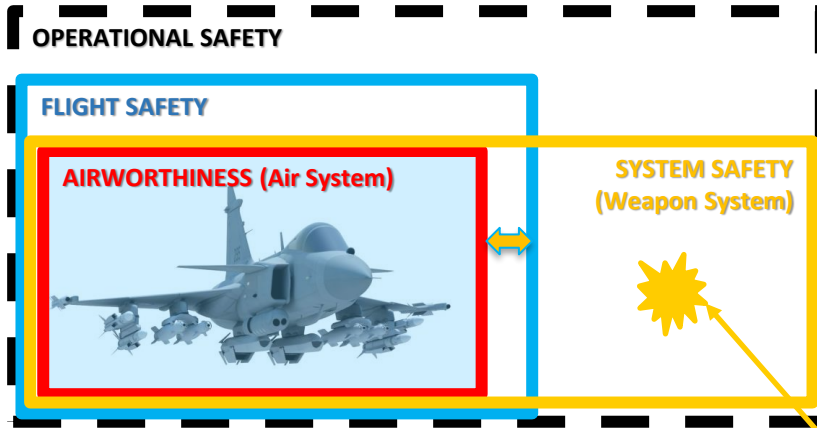 OPERATIONAL SAFETY
FLIGHT SAFETY
AIRWORTHINESS (Air System)
SYSTEM SAFETY
(Weapon System)